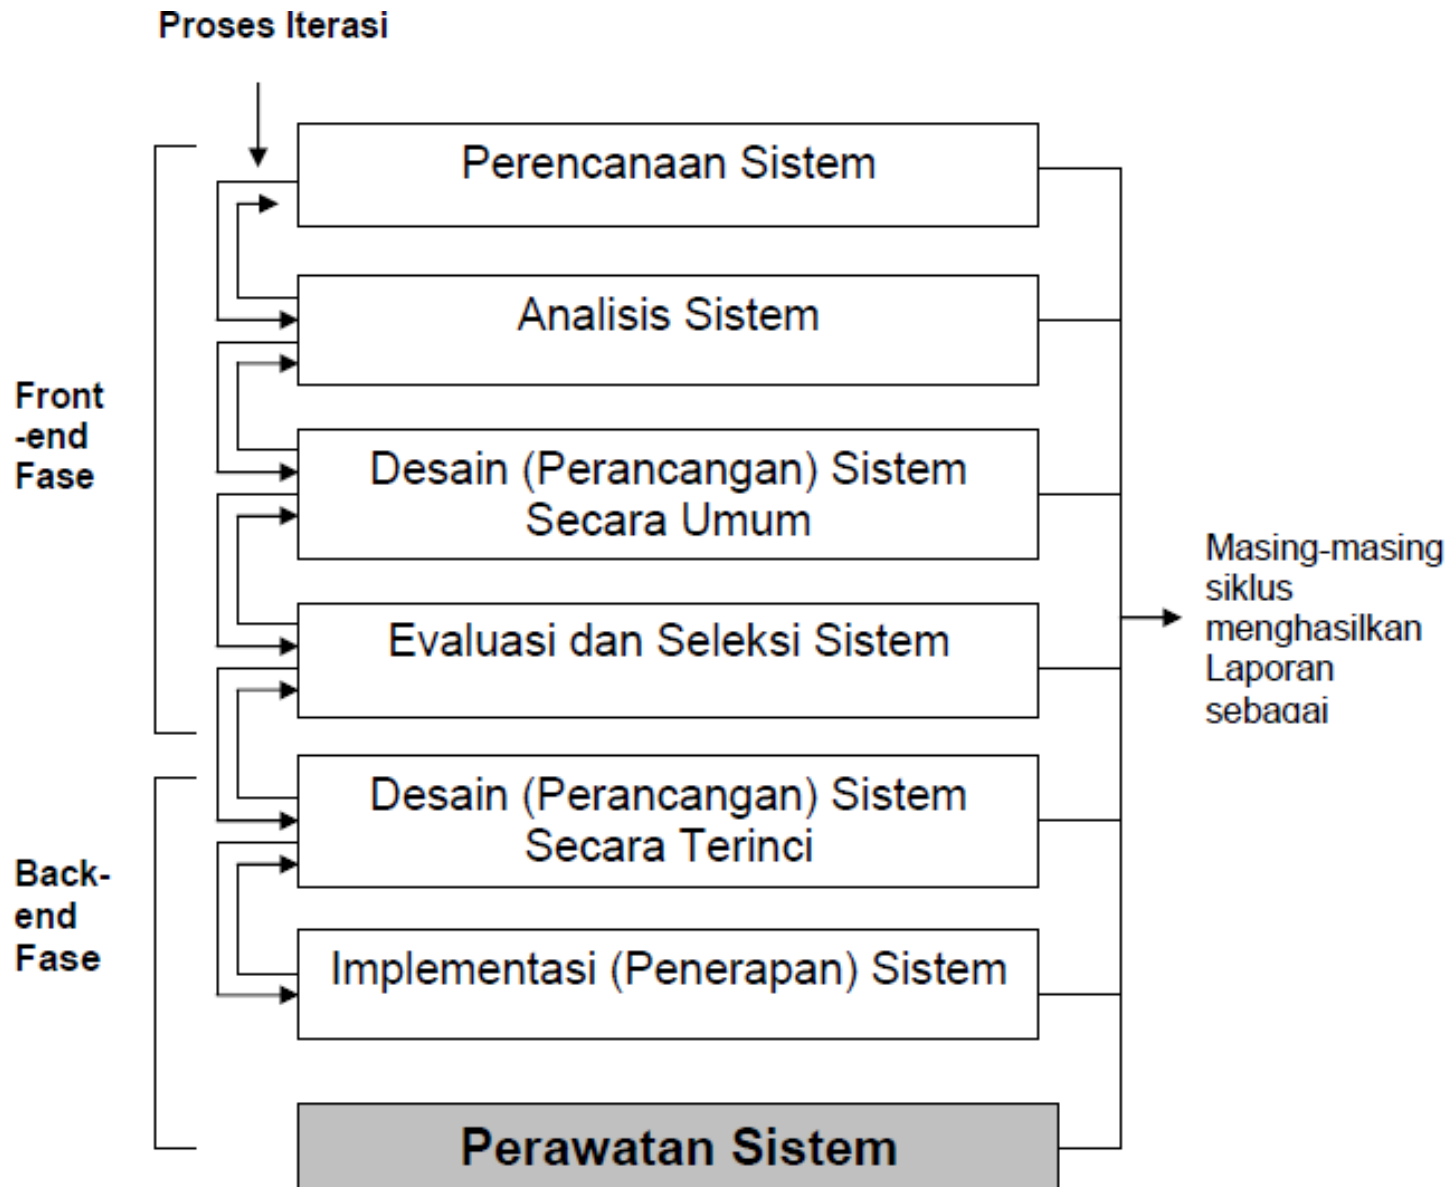 Proses Iterasi
Perencanaan Sistem
Analisis Sistem
Front
-end
Fase
Desain (Perancangan) Sistem
Secara Umum
Evaluasi dan Seleksi Sistem
Masing-masing
siklus
menghasilkan
Laporan
sebagai
Desain (Perancangan) Sistem
Secara Terinci
Back-
end
Fase
Implementasi (Penerapan) Sistem
Perawatan Sistem